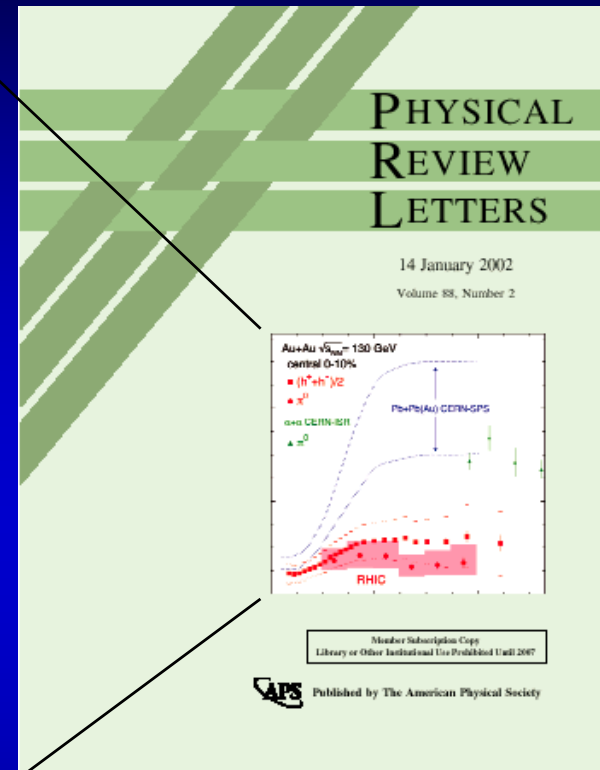 PHYSICAL
REVIEW
LETTERS
14 January 2002
Volume 88, Number 2
Au+Au √sNN = 130 GeV
central 0-10%
(h⁺+h⁻)/2
π⁰
α+α CERN-ISR
π⁰
Pb+Pb(Au) CERN-SPS
RHIC
Member Subscription Copy
Library or Other Institutional Use Prohibited Until 2007
APS Published by The American Physical Society